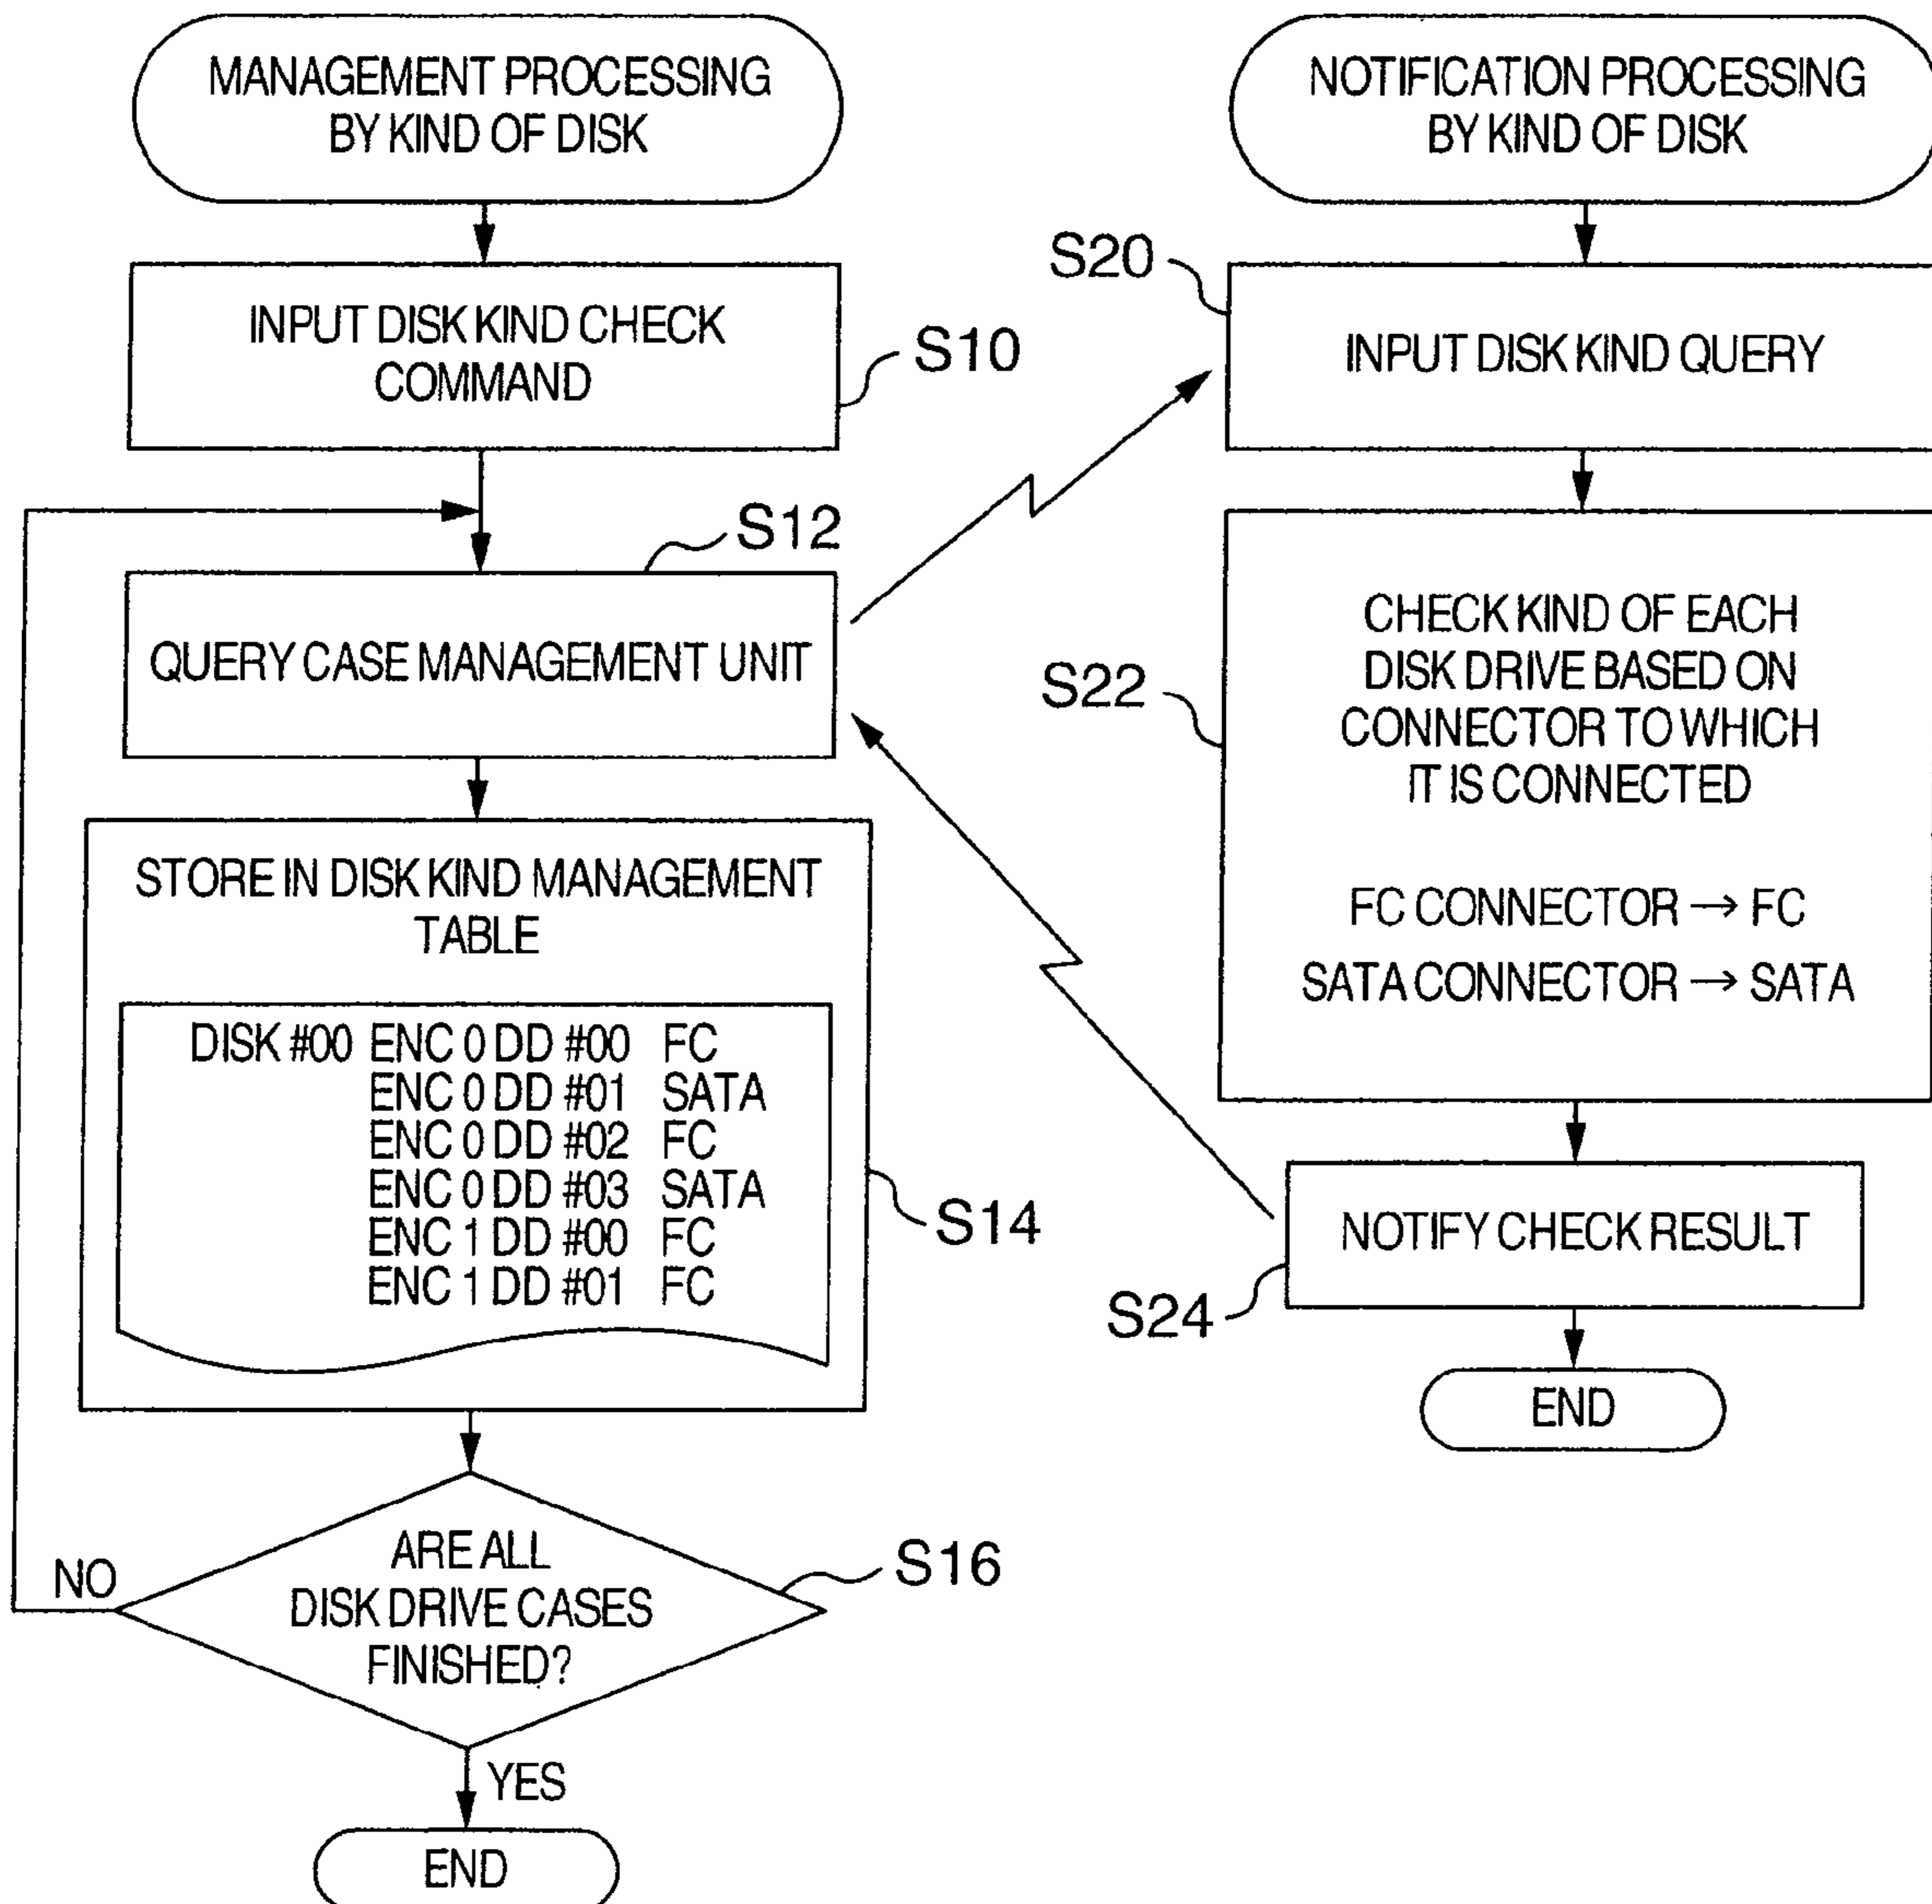 MANAGEMENT PROCESSING
BY KIND OF DISK
INPUT DISK KIND CHECK
COMMAND
S10
S12
QUERY CASE MANAGEMENT UNIT
STORE IN DISK KIND MANAGEMENT
TABLE
DISK #00 ENC 0 DD #00 FC
ENC 0 DD #01 SATA
ENC 0 DD #02 FC
ENC 0 DD #03 SATA
ENC 1 DD #00 FC
ENC 1 DD #01 FC
S14
ARE ALL
DISK DRIVE CASES
FINISHED?
S16
NO
YES
END
NOTIFICATION PROCESSING
BY KIND OF DISK
S20
INPUT DISK KIND QUERY
S22
CHECK KIND OF EACH
DISK DRIVE BASED ON
CONNECTOR TO WHICH
IT IS CONNECTED
FC CONNECTOR → FC
SATA CONNECTOR → SATA
NOTIFY CHECK RESULT
S24
END